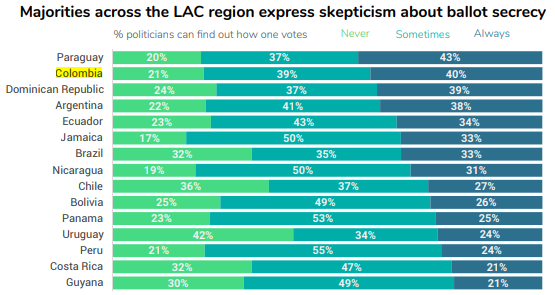 Majorities across the LAC region express skepticism about ballot secrecy
% politicians can find out how one votes Never Sometimes Always
Paraguay 20% 37% 43%
Colombia 21% 39% 40%
Dominican Republic 24% 37% 39%
Argentina 22% 41% 38%
Ecuador 23% 43% 34%
Jamaica 17% 50% 33%
Brazil 32% 35% 33%
Nicaragua 19% 50% 31%
Chile 36% 37% 27%
Bolivia 25% 49% 26%
Panama 23% 53% 25%
Uruguay 42% 34% 24%
Peru 21% 55% 24%
Costa Rica 32% 47% 21%
Guyana 30% 49% 21%